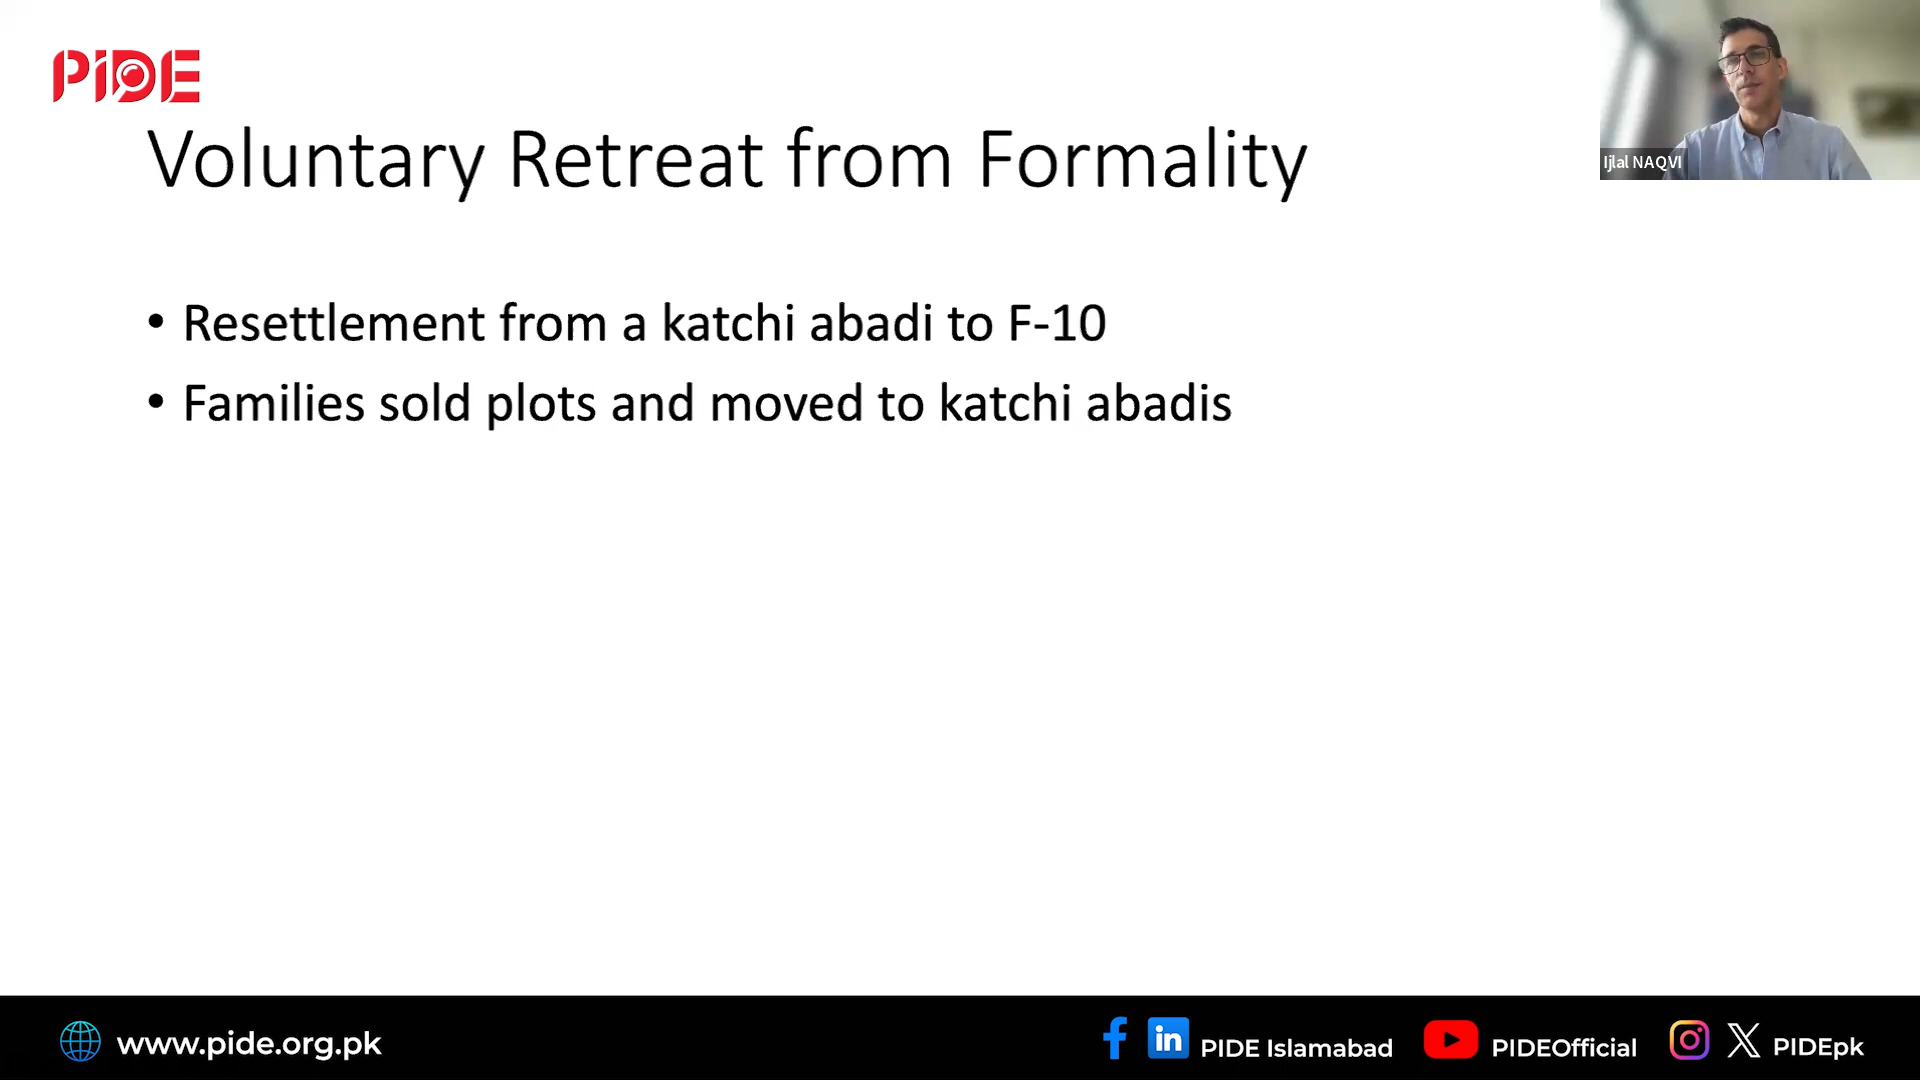 PiDE
Ijlal NAQVI
Voluntary Retreat from Formality
• Resettlement from a katchi abadi to F-10
• Families sold plots and moved to katchi abadis
www.pide.org.pk
PIDE Islamabad
PIDEOfficial
PIDEpk